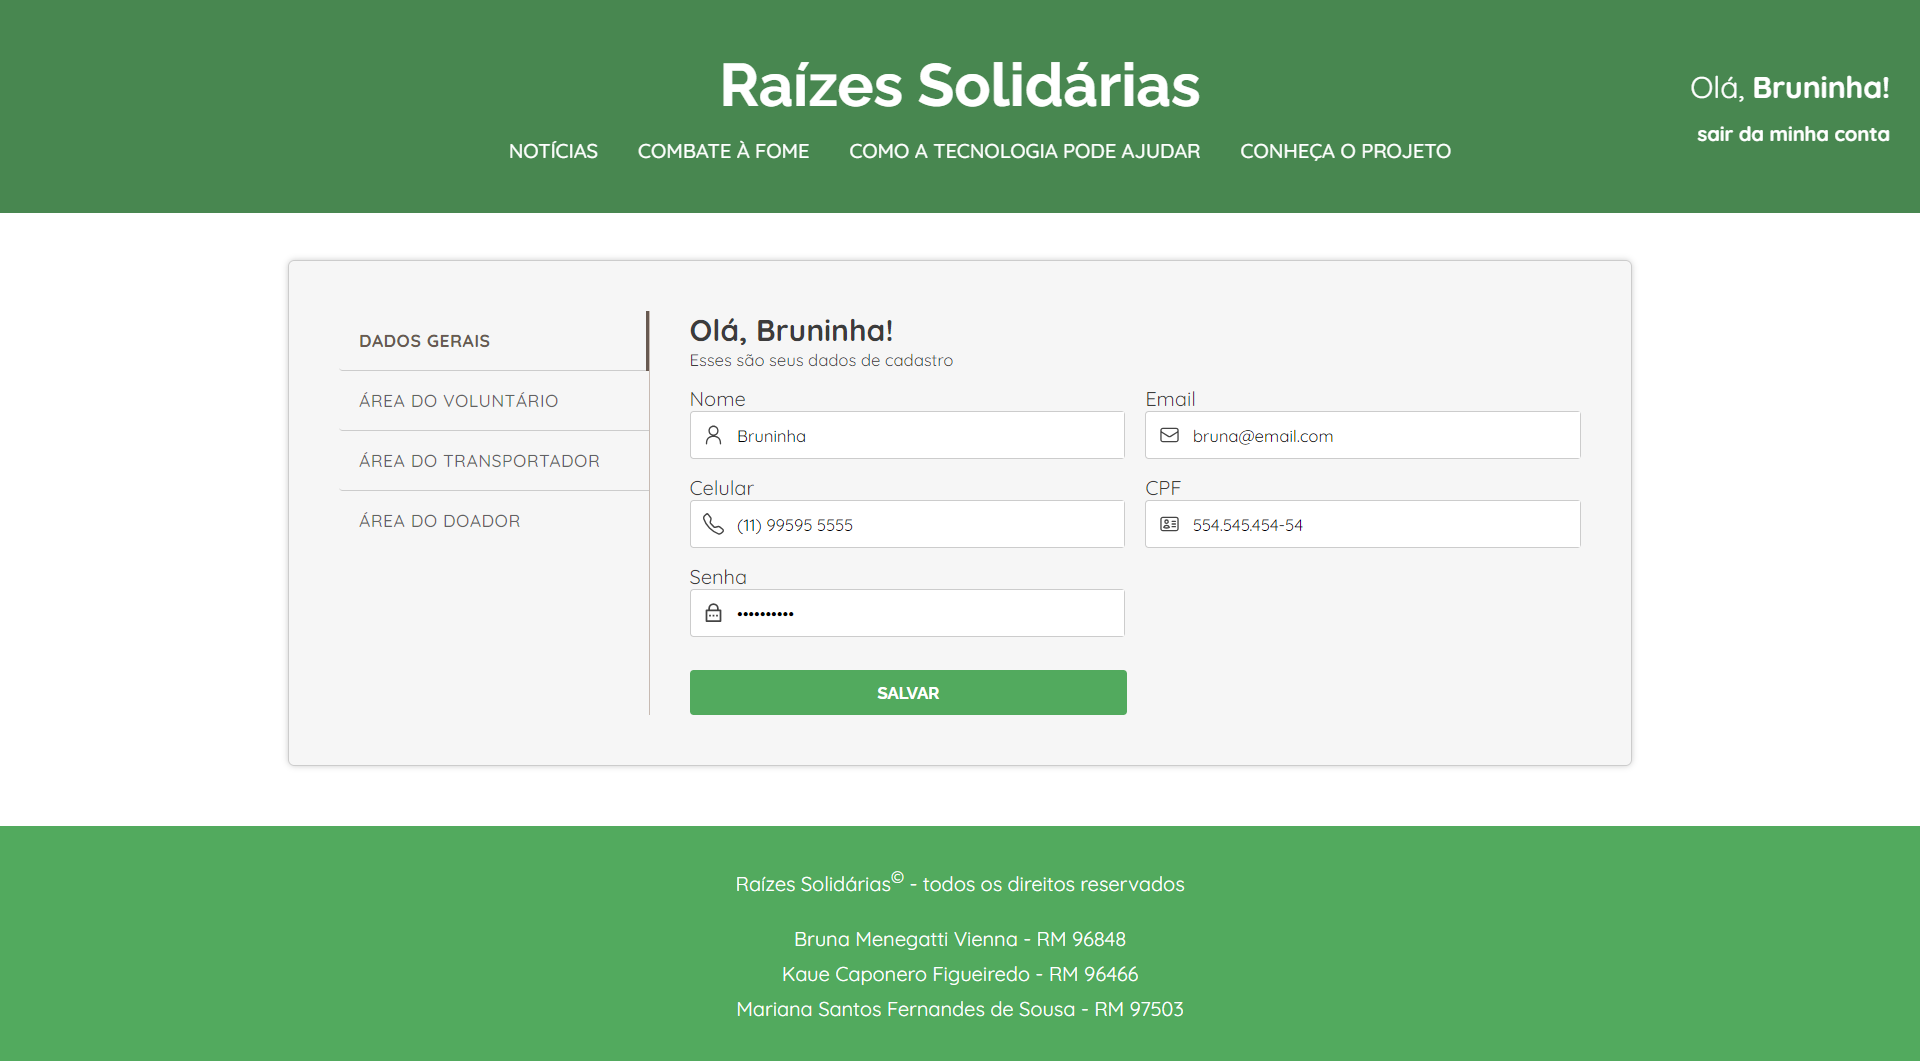 Raízes Solidárias
NOTÍCIAS COMBATE À FOME COMO A TECNOLOGIA PODE AJUDAR CONHEÇA O PROJETO
Olá, Bruninha!
sair da minha conta
DADOS GERAIS
ÁREA DO VOLUNTÁRIO
ÁREA DO TRANSPORTADOR
ÁREA DO DOADOR
Olá, Bruninha!
Esses são seus dados de cadastro
Nome
Bruninha
Email
bruna@email.com
Celular
(11) 99595 5555
CPF
554.545.454-54
Senha
••••••••••
SALVAR
Raízes Solidárias© - todos os direitos reservados
Bruna Menegatti Vienna - RM 96848
Kaue Caponero Figueiredo - RM 96466
Mariana Santos Fernandes de Sousa - RM 97503